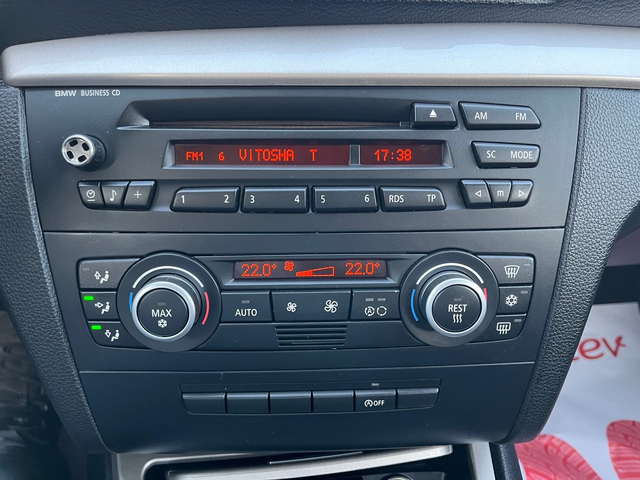 BMW BUSINESS CD
AM FM
FM1 6 VITOSHA T 17:38
SC MODE
1 2 3 4 5 6 RDS TP
m
22.0° 22.0°
MAX AUTO REST
OFF